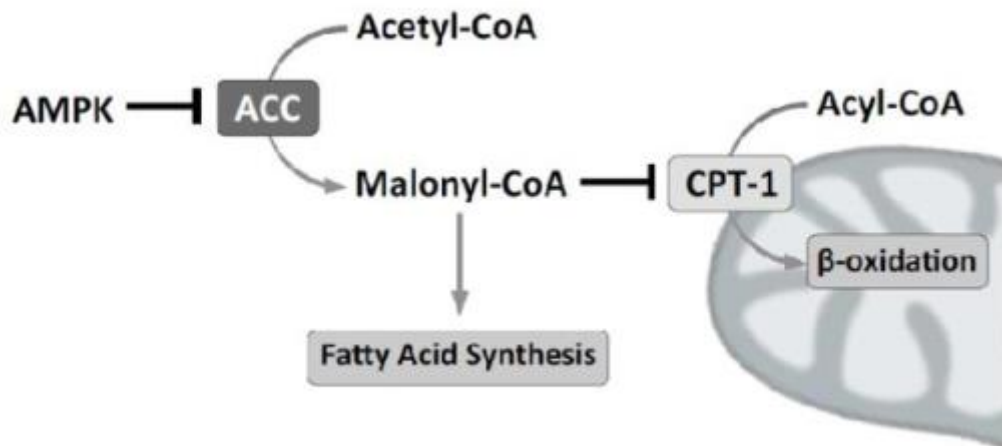 Acetyl-CoA
AMPK
ACC
Acyl-CoA
Malonyl-CoA
CPT-1
β-oxidation
Fatty Acid Synthesis